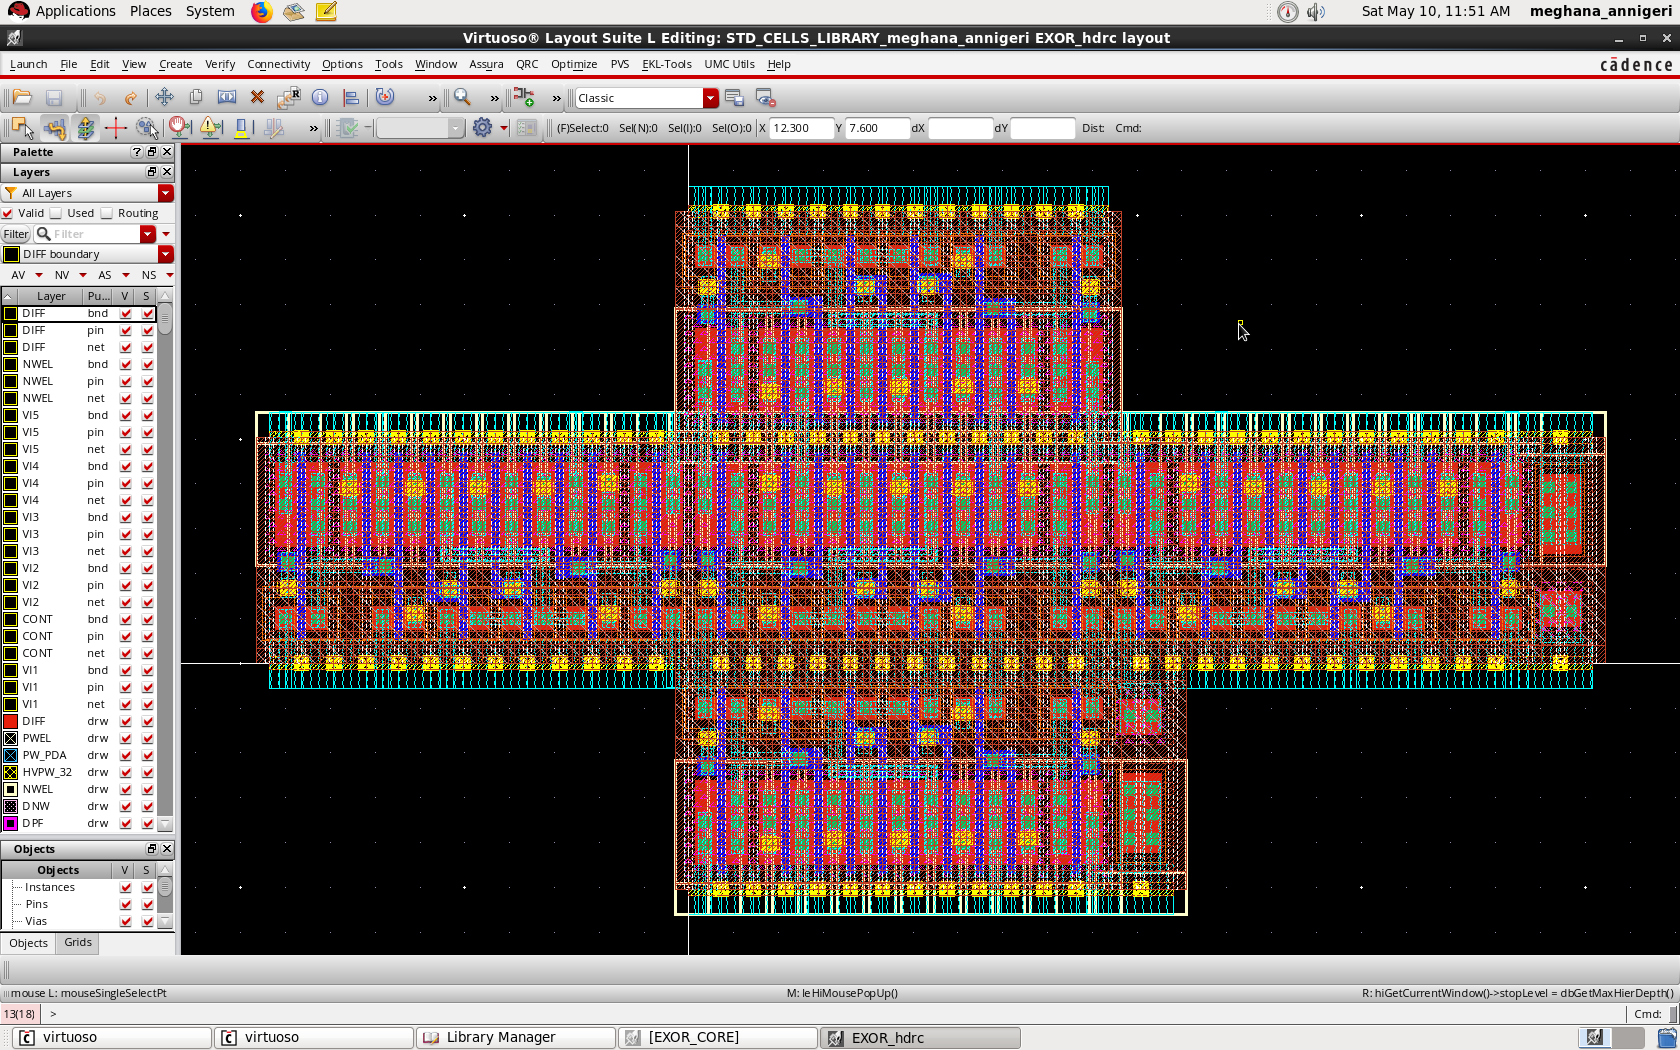 Applications Places System
Sat May 10, 11:51 AM meghana_annigeri
Virtuoso® Layout Suite L Editing: STD_CELLS_LIBRARY_meghana_annigeri EXOR_hdrc layout
Launch File Edit View Create Verify Connectivity Options Tools Window Assura QRC Optimize PVS EKL-Tools UMC Utils Help
cādence
» » » Classic
» (F)Select:0 Sel(N):0 Sel(I):0 Sel(O):0 X 12.300 Y 7.600 dX dY Dist: Cmd:
Palette
Layers
All Layers
Valid Used Routing
Filter Filter
DIFF boundary
AV NV AS NS
Layer Pu... V S
DIFF bnd
DIFF pin
DIFF net
NWEL bnd
NWEL pin
NWEL net
VI5 bnd
VI5 pin
VI5 net
VI4 bnd
VI4 pin
VI4 net
VI3 bnd
VI3 pin
VI3 net
VI2 bnd
VI2 pin
VI2 net
CONT bnd
CONT pin
CONT net
VI1 bnd
VI1 pin
VI1 net
DIFF drw
PWEL drw
PW_PDA drw
HVPW_32 drw
NWEL drw
DNW drw
DPF drw
Objects
Objects V S
Instances
Pins
Vias
Objects Grids
mouse L: mouseSingleSelectPt M: leHiMousePopUp() R: hiGetCurrentWindow()->stopLevel = dbGetMaxHierDepth()
13(18) > Cmd:
virtuoso virtuoso Library Manager [EXOR_CORE] EXOR_hdrc